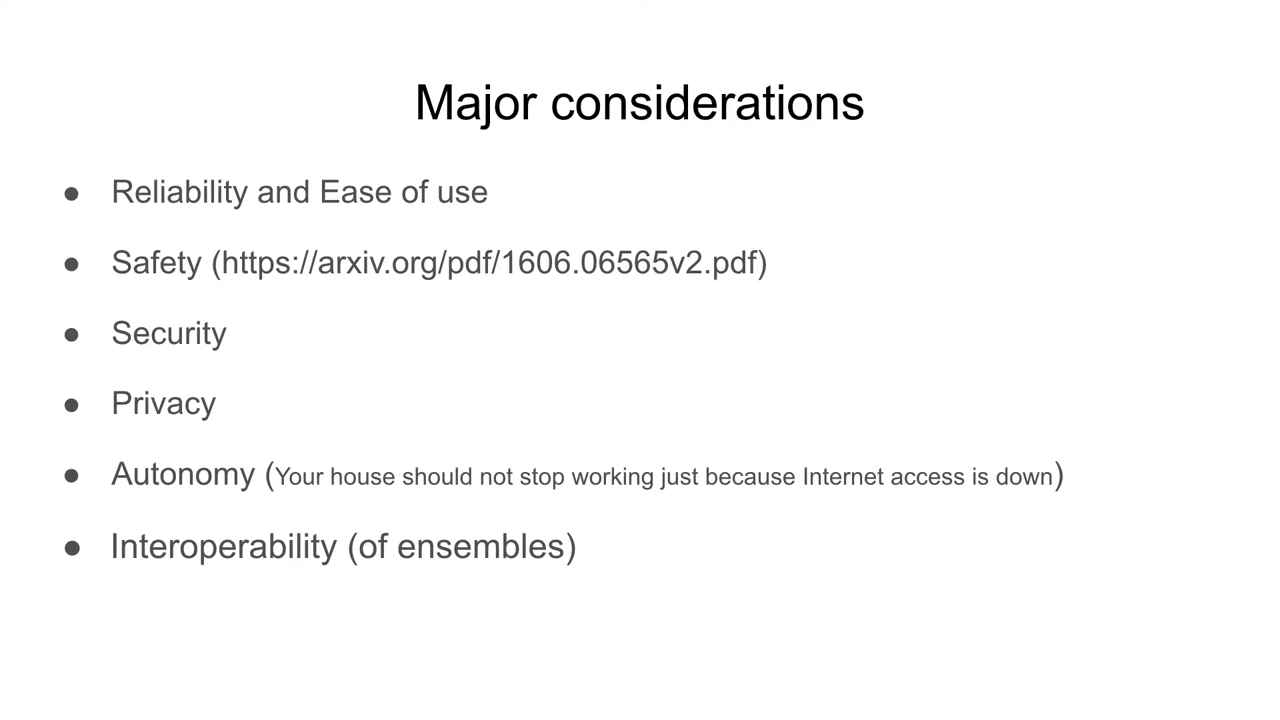 Major considerations
● Reliability and Ease of use
● Safety (https://arxiv.org/pdf/1606.06565v2.pdf)
● Security
● Privacy
● Autonomy (Your house should not stop working just because Internet access is down)
● Interoperability (of ensembles)